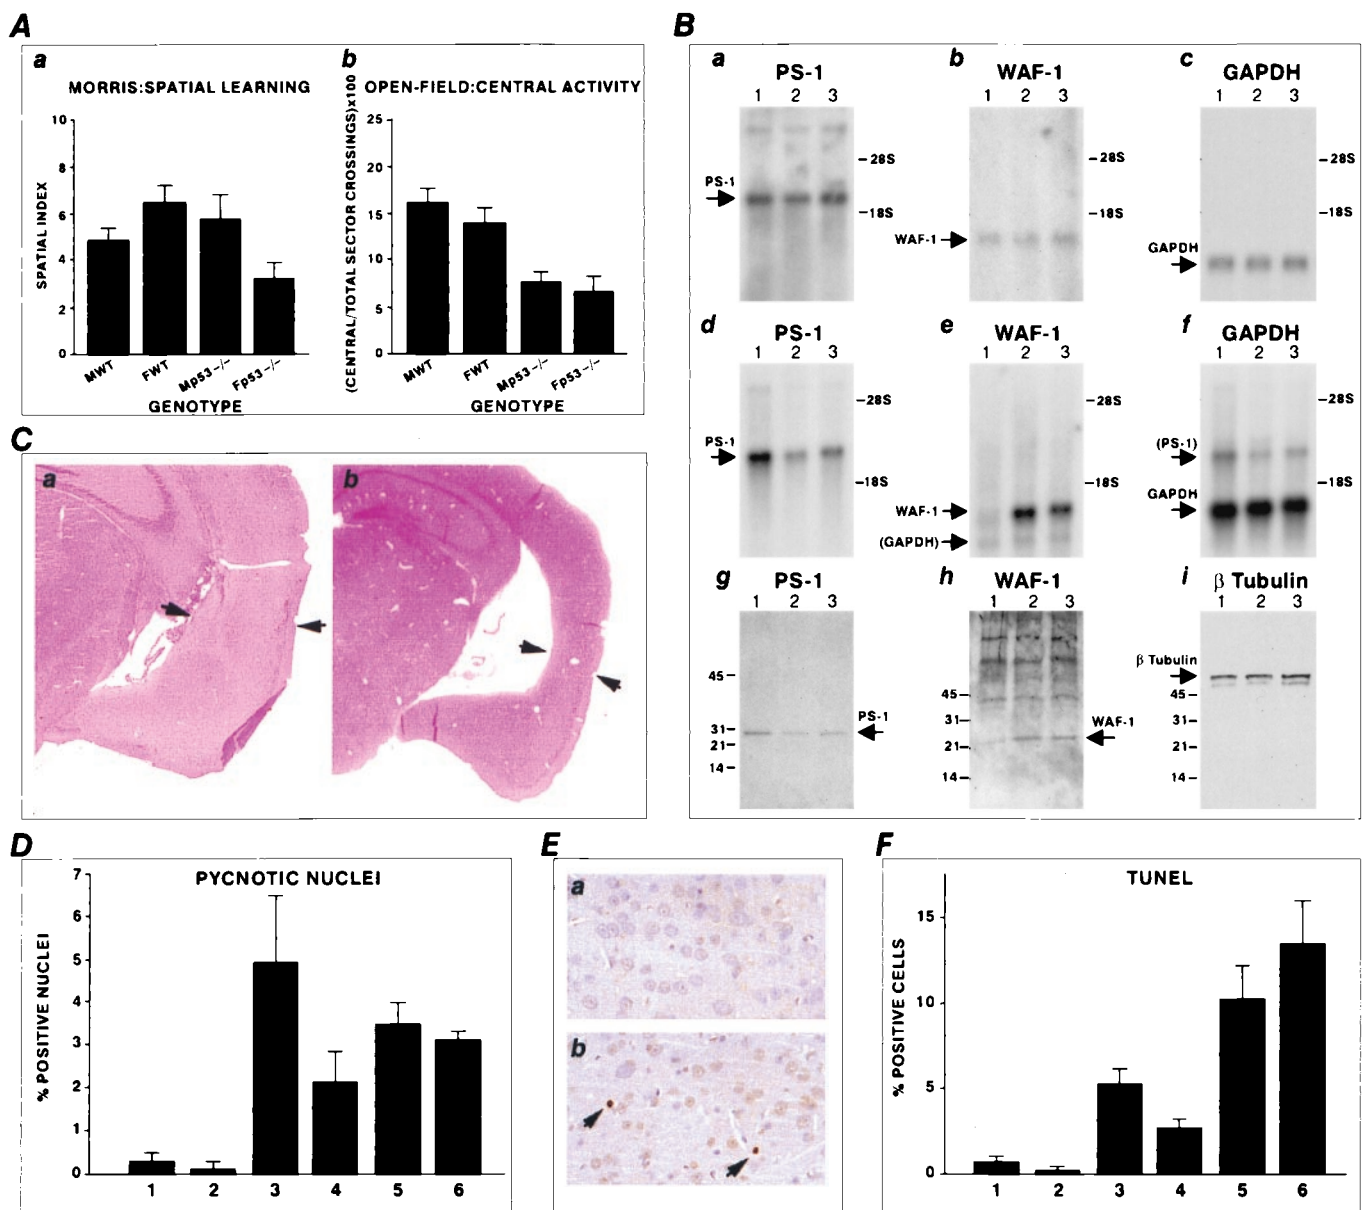 A
a
MORRIS:SPATIAL LEARNING
SPATIAL INDEX
10
8
6
4
2
0
MWT
FWT
Mp53-/-
Fp53-/-
GENOTYPE
b
OPEN-FIELD:CENTRAL ACTIVITY
(CENTRAL/TOTAL SECTOR CROSSINGS)x100
25
20
15
10
5
0
MWT
FWT
Mp53-/-
Fp53-/-
GENOTYPE
B
a
PS-1
1 2 3
-28S
PS-1
-18S
b
WAF-1
1 2 3
-28S
-18S
WAF-1
c
GAPDH
1 2 3
-28S
-18S
GAPDH
d
PS-1
1 2 3
-28S
PS-1
-18S
e
WAF-1
1 2 3
-28S
-18S
WAF-1
(GAPDH)
f
GAPDH
1 2 3
-28S
(PS-1)
-18S
GAPDH
g
PS-1
1 2 3
45-
31-
21-
14-
PS-1
h
WAF-1
1 2 3
45-
31-
21-
14-
WAF-1
i
β Tubulin
1 2 3
β Tubulin
45-
31-
21-
14-
C
a
b
D
PYCNOTIC NUCLEI
% POSITIVE NUCLEI
7
6
5
4
3
2
1
0
1 2 3 4 5 6
E
a
b
F
TUNEL
% POSITIVE CELLS
15
10
5
0
1 2 3 4 5 6